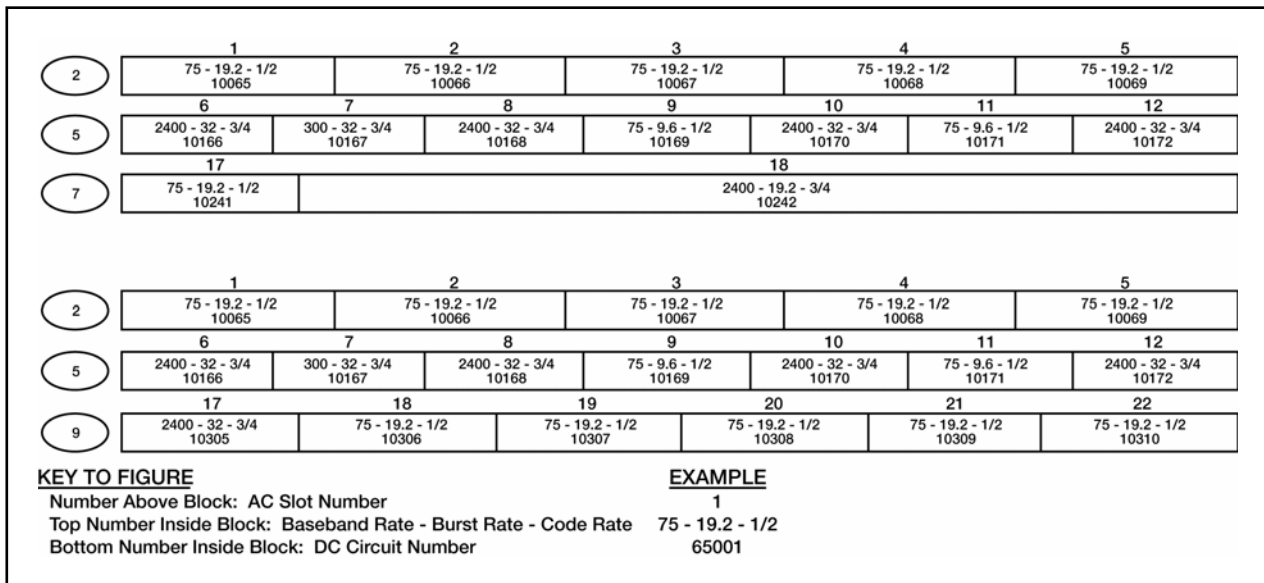 1 2 3 4 5
2 75 - 19.2 - 1/2 75 - 19.2 - 1/2 75 - 19.2 - 1/2 75 - 19.2 - 1/2 75 - 19.2 - 1/2
10065 10066 10067 10068 10069
6 7 8 9 10 11 12
5 2400 - 32 - 3/4 300 - 32 - 3/4 2400 - 32 - 3/4 75 - 9.6 - 1/2 2400 - 32 - 3/4 75 - 9.6 - 1/2 2400 - 32 - 3/4
10166 10167 10168 10169 10170 10171 10172
17 18
7 75 - 19.2 - 1/2 2400 - 19.2 - 3/4
10241 10242
1 2 3 4 5
2 75 - 19.2 - 1/2 75 - 19.2 - 1/2 75 - 19.2 - 1/2 75 - 19.2 - 1/2 75 - 19.2 - 1/2
10065 10066 10067 10068 10069
6 7 8 9 10 11 12
5 2400 - 32 - 3/4 300 - 32 - 3/4 2400 - 32 - 3/4 75 - 9.6 - 1/2 2400 - 32 - 3/4 75 - 9.6 - 1/2 2400 - 32 - 3/4
10166 10167 10168 10169 10170 10171 10172
17 18 19 20 21 22
9 2400 - 32 - 3/4 75 - 19.2 - 1/2 75 - 19.2 - 1/2 75 - 19.2 - 1/2 75 - 19.2 - 1/2 75 - 19.2 - 1/2
10305 10306 10307 10308 10309 10310
KEY TO FIGURE EXAMPLE
Number Above Block: AC Slot Number 1
Top Number Inside Block: Baseband Rate - Burst Rate - Code Rate 75 - 19.2 - 1/2
Bottom Number Inside Block: DC Circuit Number 65001